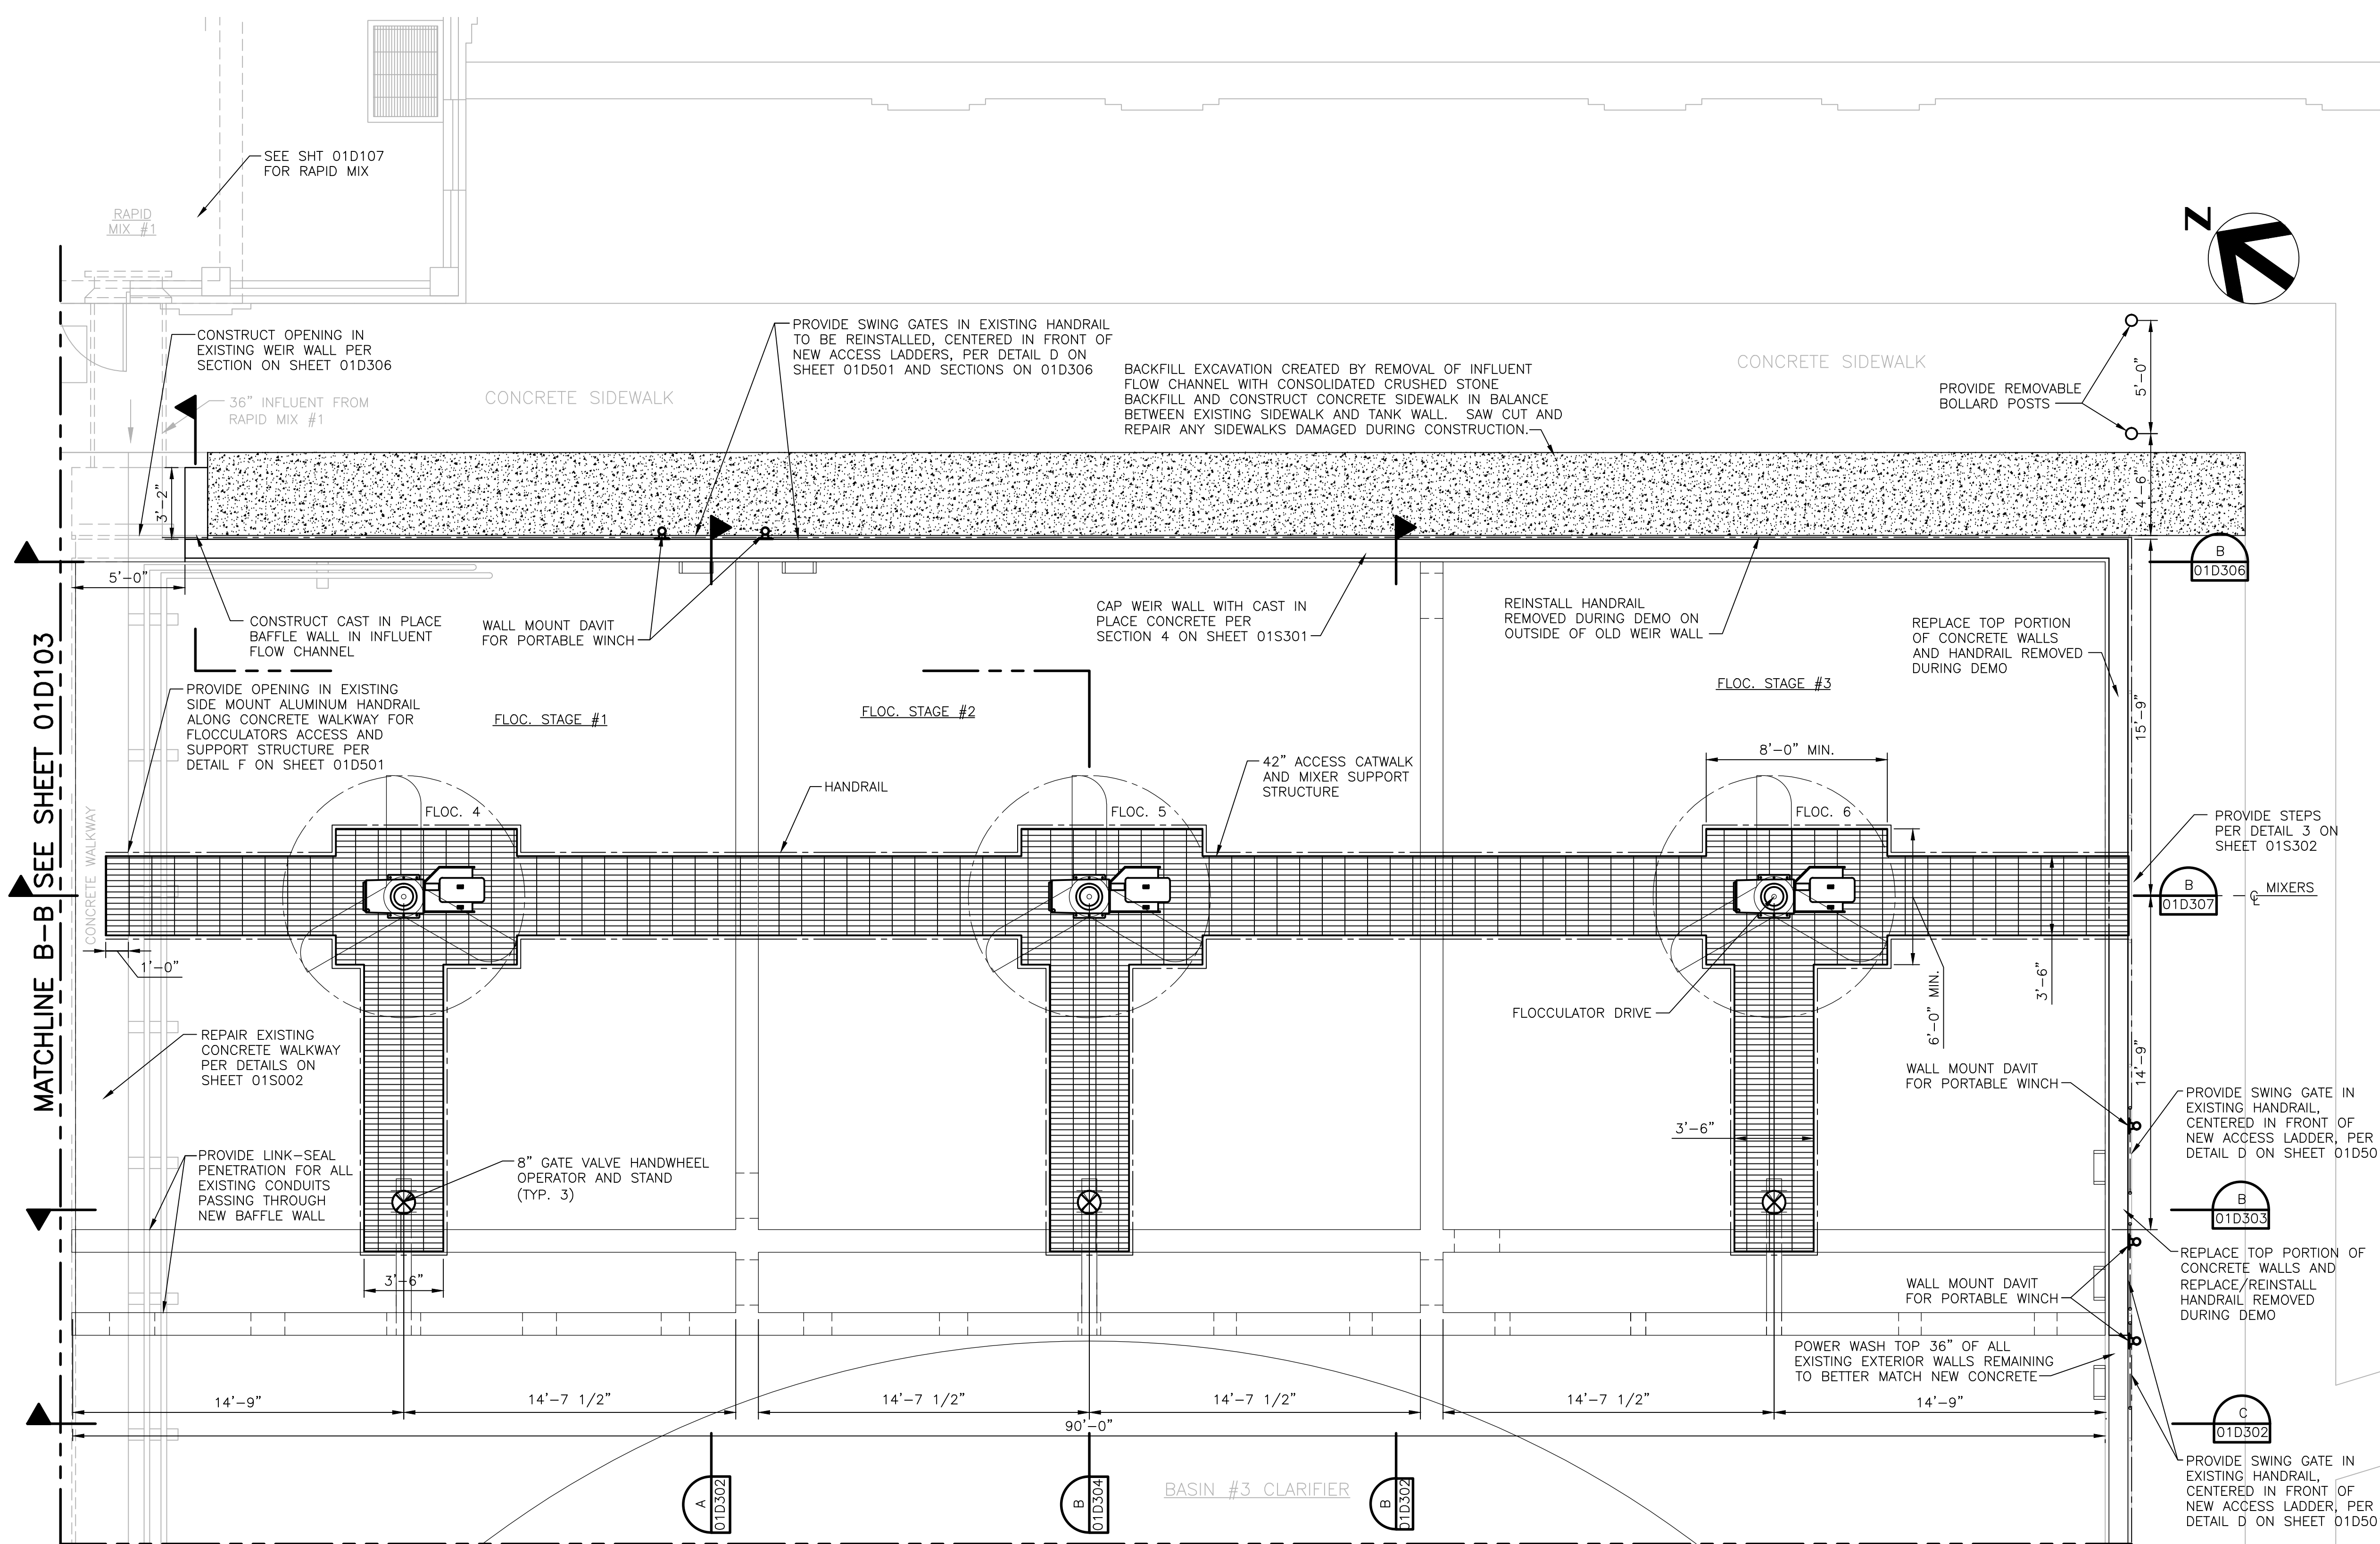 SEE SHT 01D107
FOR RAPID MIX
RAPID
MIX #1
N
CONSTRUCT OPENING IN
EXISTING WEIR WALL PER
SECTION ON SHEET 01D306
36" INFLUENT FROM
RAPID MIX #1
CONCRETE SIDEWALK
PROVIDE SWING GATES IN EXISTING HANDRAIL
TO BE REINSTALLED, CENTERED IN FRONT OF
NEW ACCESS LADDERS, PER DETAIL D ON
SHEET 01D501 AND SECTIONS ON 01D306
BACKFILL EXCAVATION CREATED BY REMOVAL OF INFLUENT
FLOW CHANNEL WITH CONSOLIDATED CRUSHED STONE
BACKFILL AND CONSTRUCT CONCRETE SIDEWALK IN BALANCE
BETWEEN EXISTING SIDEWALK AND TANK WALL. SAW CUT AND
REPAIR ANY SIDEWALKS DAMAGED DURING CONSTRUCTION.
CONCRETE SIDEWALK
PROVIDE REMOVABLE
BOLLARD POSTS
5'-0"
4'-6"
3'-2"
5'-0"
B
01D306
CONSTRUCT CAST IN PLACE
BAFFLE WALL IN INFLUENT
FLOW CHANNEL
WALL MOUNT DAVIT
FOR PORTABLE WINCH
CAP WEIR WALL WITH CAST IN
PLACE CONCRETE PER
SECTION 4 ON SHEET 01S301
REINSTALL HANDRAIL
REMOVED DURING DEMO ON
OUTSIDE OF OLD WEIR WALL
REPLACE TOP PORTION
OF CONCRETE WALLS
AND HANDRAIL REMOVED
DURING DEMO
MATCHLINE B-B SEE SHEET 01D103
PROVIDE OPENING IN EXISTING
SIDE MOUNT ALUMINUM HANDRAIL
ALONG CONCRETE WALKWAY FOR
FLOCCULATORS ACCESS AND
SUPPORT STRUCTURE PER
DETAIL F ON SHEET 01D501
FLOC. STAGE #1
FLOC. STAGE #2
FLOC. STAGE #3
15'-9"
8'-0" MIN.
42" ACCESS CATWALK
AND MIXER SUPPORT
STRUCTURE
HANDRAIL
FLOC. 4
FLOC. 5
FLOC. 6
PROVIDE STEPS
PER DETAIL 3 ON
SHEET 01S302
CONCRETE WALKWAY
B
01D307
MIXERS
1'-0"
3'-6"
6'-0" MIN.
FLOCCULATOR DRIVE
REPAIR EXISTING
CONCRETE WALKWAY
PER DETAILS ON
SHEET 01S002
14'-9"
WALL MOUNT DAVIT
FOR PORTABLE WINCH
PROVIDE SWING GATE IN
EXISTING HANDRAIL,
CENTERED IN FRONT OF
NEW ACCESS LADDER, PER
DETAIL D ON SHEET 01D50
3'-6"
PROVIDE LINK-SEAL
PENETRATION FOR ALL
EXISTING CONDUITS
PASSING THROUGH
NEW BAFFLE WALL
8" GATE VALVE HANDWHEEL
OPERATOR AND STAND
(TYP. 3)
B
01D303
REPLACE TOP PORTION OF
CONCRETE WALLS AND
REPLACE/REINSTALL
HANDRAIL REMOVED
DURING DEMO
3'-6"
WALL MOUNT DAVIT
FOR PORTABLE WINCH
POWER WASH TOP 36" OF ALL
EXISTING EXTERIOR WALLS REMAINING
TO BETTER MATCH NEW CONCRETE
14'-9"
14'-7 1/2"
14'-7 1/2"
14'-7 1/2"
14'-7 1/2"
14'-9"
90'-0"
C
01D302
A
01D302
B
01D304
B
01D302
BASIN #3 CLARIFIER
PROVIDE SWING GATE IN
EXISTING HANDRAIL,
CENTERED IN FRONT OF
NEW ACCESS LADDER, PER
DETAIL D ON SHEET 01D50